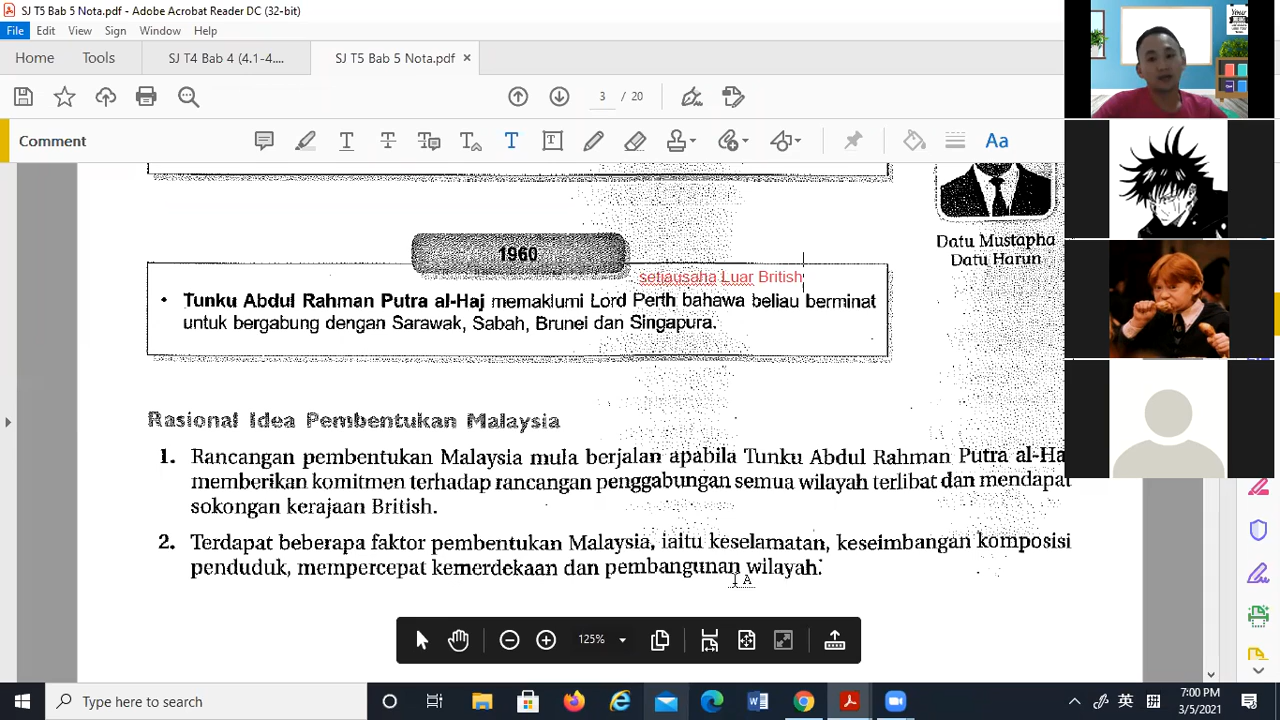 SJ T5 Bab 5 Nota.pdf - Adobe Acrobat Reader DC (32-bit)
File Edit View Sign Window Help
Home Tools SJ T4 Bab 4 (4.1-4.... SJ T5 Bab 5 Nota.pdf ×
3 / 20
Comment
Aa
Datu Mustapha
Datu Harun
1960
setiausaha Luar British
• Tunku Abdul Rahman Putra al-Haj memaklumi Lord Perth bahawa beliau berminat
untuk bergabung dengan Sarawak, Sabah, Brunei dan Singapura.
Rasional Idea Pembentukan Malaysia
1. Rancangan pembentukan Malaysia mula berjalan apabila Tunku Abdul Rahman Putra al-Ha
memberikan komitmen terhadap rancangan penggabungan semua wilayah terlibat dan mendapat
sokongan kerajaan British.
2. Terdapat beberapa faktor pembentukan Malaysia, iaitu keselamatan, keseimbangan komposisi
penduduk, mempercepat kemerdekaan dan pembangunan wilayah.
125%
Type here to search
英 拼 7:00 PM
3/5/2021